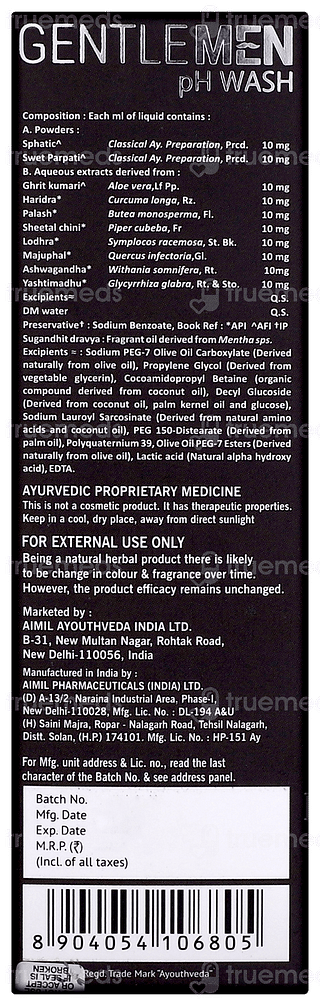 GENTLEMEN
pH WASH
Composition : Each ml of liquid contains :
A. Powders :
Sphatic^ Classical Ay. Preparation, Prcd. 10 mg
Swet Parpati^ Classical Ay. Preparation, Prcd. 10 mg
B. Aqueous extracts derived from :
Ghrit kumari^ Aloe vera,Lf Pp. 10 mg
Haridra* Curcuma longa, Rz. 10 mg
Palash* Butea monosperma, Fl. 10 mg
Sheetal chini* Piper cubeba, Fr 10 mg
Lodhra* Symplocos racemosa, St. Bk. 10 mg
Majuphal* Quercus infectoria,Gl. 10 mg
Ashwagandha* Withania somnifera, Rt. 10mg
Yashtimadhu* Glycyrrhiza glabra, Rt. & Sto. 10 mg
Excipients≈ Q.S.
DM water Q.S.
Preservative† : Sodium Benzoate, Book Ref : *API ^AFI †IP
Sugandhit dravya : Fragrant oil derived from Mentha sps.
Excipients ≈ : Sodium PEG-7 Olive Oil Carboxylate (Derived
naturally from olive oil), Propylene Glycol (Derived from
vegetable glycerin), Cocoamidopropyl Betaine (organic
compound derived from coconut oil), Decyl Glucoside
(Derived from coconut oil, palm kernel oil and glucose),
Sodium Lauroyl Sarcosinate (Derived from natural amino
acids and coconut oil), PEG 150-Distearate (Derived from
palm oil), Polyquaternium 39, Olive Oil PEG-7 Esters (Derived
naturally from olive oil), Lactic acid (Natural alpha hydroxy
acid), EDTA.
AYURVEDIC PROPRIETARY MEDICINE
This is not a cosmetic product. It has therapeutic properties.
Keep in a cool, dry place, away from direct sunlight
FOR EXTERNAL USE ONLY
Being a natural herbal product there is likely
to be change in colour & fragrance over time.
However, the product efficacy remains unchanged.
Marketed by :
AIMIL AYOUTHVEDA INDIA LTD.
B-31, New Multan Nagar, Rohtak Road,
New Delhi-110056, India
Manufactured in India by :
AIMIL PHARMACEUTICALS (INDIA) LTD.
(D) A-13/2, Naraina Industrial Area, Phase-I,
New Delhi-110028, Mfg. Lic. No. : DL-194 A&U
(H) Saini Majra, Ropar - Nalagarh Road, Tehsil Nalagarh,
Distt. Solan, (H.P.) 174101. Mfg. Lic. No. : HP-151 Ay
For Mfg. unit address & Lic. no., read the last
character of the Batch No. & see address panel.
Batch No.
Mfg. Date
Exp. Date
M.R.P. (₹)
(Incl. of all taxes)
8 904054 106805
Regd. Trade Mark "Ayouthveda"
OR ACCEPT
IF SEAL IS
BROKEN
truemeds